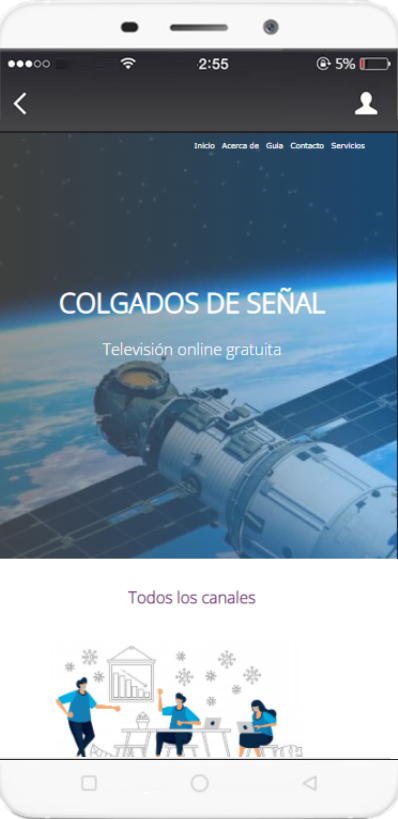 2:55
5%
Inicio Acerca de Guia Contacto Servicios
COLGADOS DE SEÑAL
Televisión online gratuita
Todos los canales